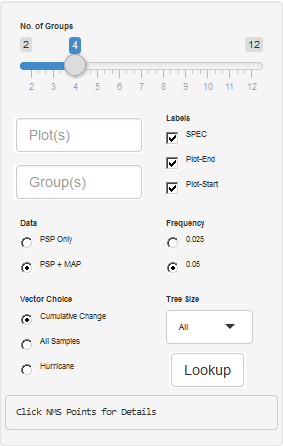 No. of Groups
2 4 12
2 3 4 5 6 7 8 9 10 11 12
Plot(s)
Group(s)
Labels
SPEC
Plot-End
Plot-Start
Data
PSP Only
PSP + MAP
Frequency
0.025
0.05
Vector Choice
Cumulative Change
All Samples
Hurricane
Tree Size
All
Lookup
Click NMS Points for Details